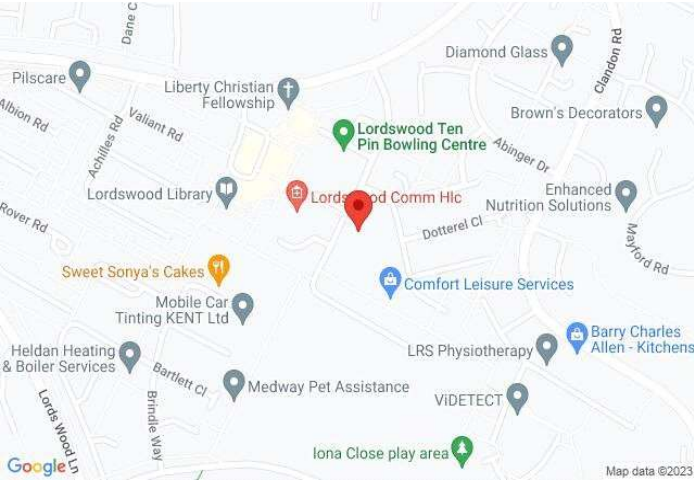 Dane C
Diamond Glass
Clandon Rd
Pilscare
Liberty Christian
Fellowship
Brown's Decorators
Albion Rd
Valiant Rd
Achilles Rd
Lordswood Ten
Pin Bowling Centre
Abinger Dr
Lordswood Library
Lords ood Comm Hlc
Enhanced
Nutrition Solutions
Rover Rd
Dotterel Cl
Mayford Rd
Sweet Sonya's Cakes
Comfort Leisure Services
Mobile Car
Tinting KENT Ltd
Barry Charles
Allen - Kitchens
LRS Physiotherapy
Heldan Heating
& Boiler Services
Bartlett Cl
Medway Pet Assistance
ViDETECT
Brindle Way
Lords Wood Ln
Iona Close play area
Google
Map data ©2023